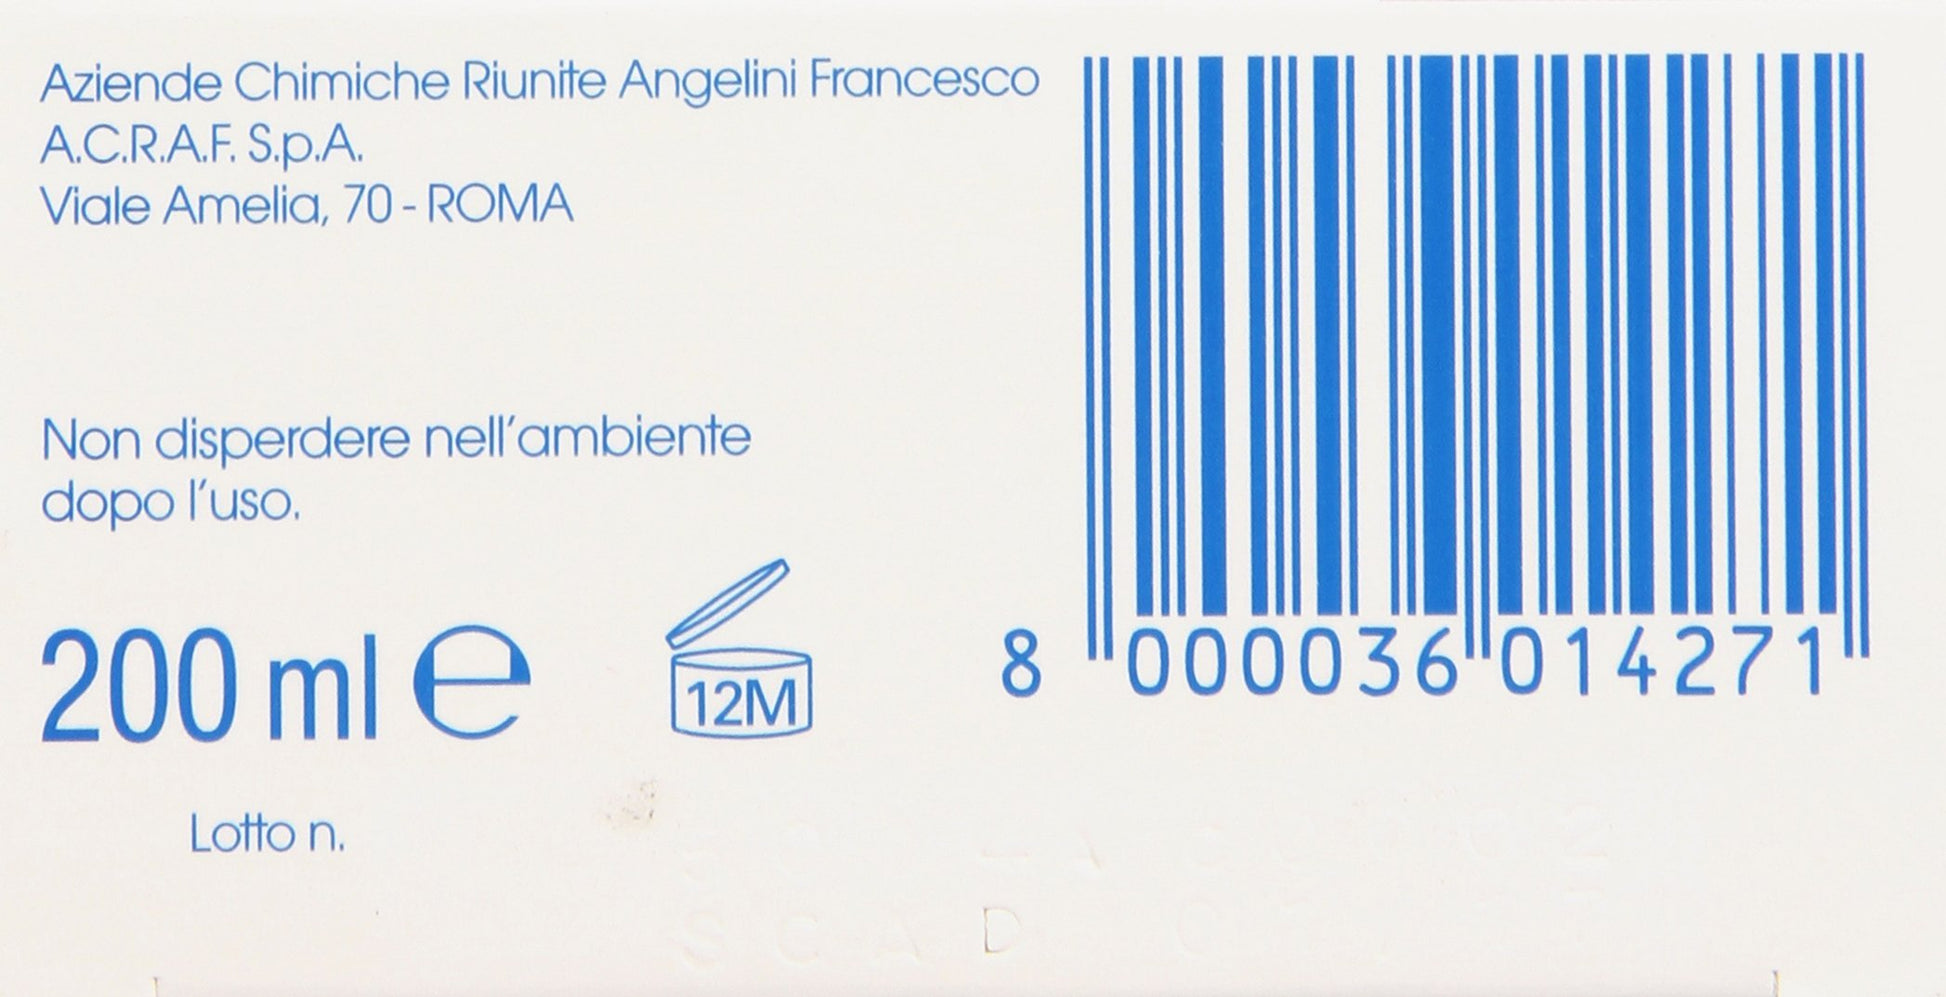 Aziende Chimiche Riunite Angelini Francesco
A.C.R.A.F. S.p.A.
Viale Amelia, 70 - ROMA
Non disperdere nell'ambiente
dopo l'uso.
200 ml e
12M
8 000036 014271
Lotto n.
SCAD